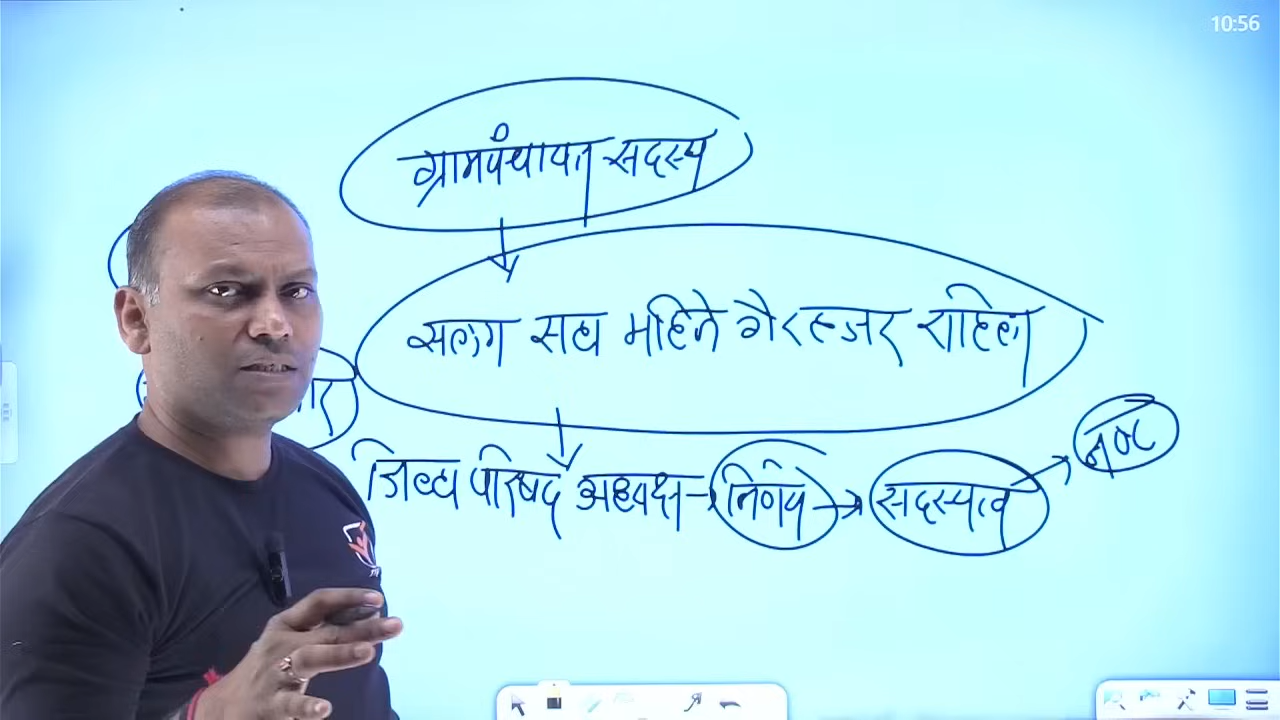 10:56
ग्रामपंचायत सदस्य
सलग सहा महिने गैरहजर राहिला
जिल्हा परिषद अध्यक्ष → निर्णय → सदस्यत्व → नष्ट